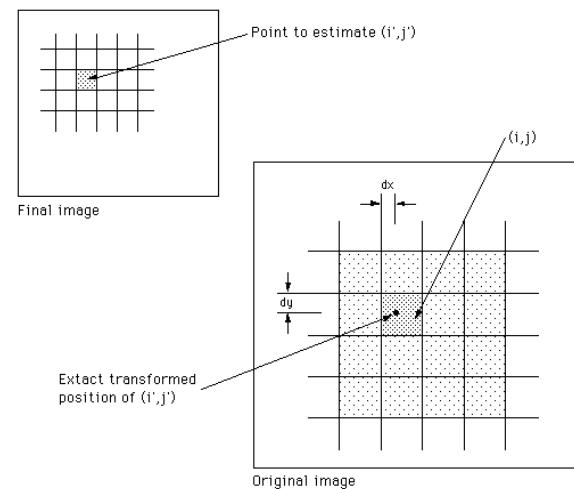 Point to estimate (i',j')
Final image
(i,j)
dx
dy
Extact transformed
position of (i',j')
Original image